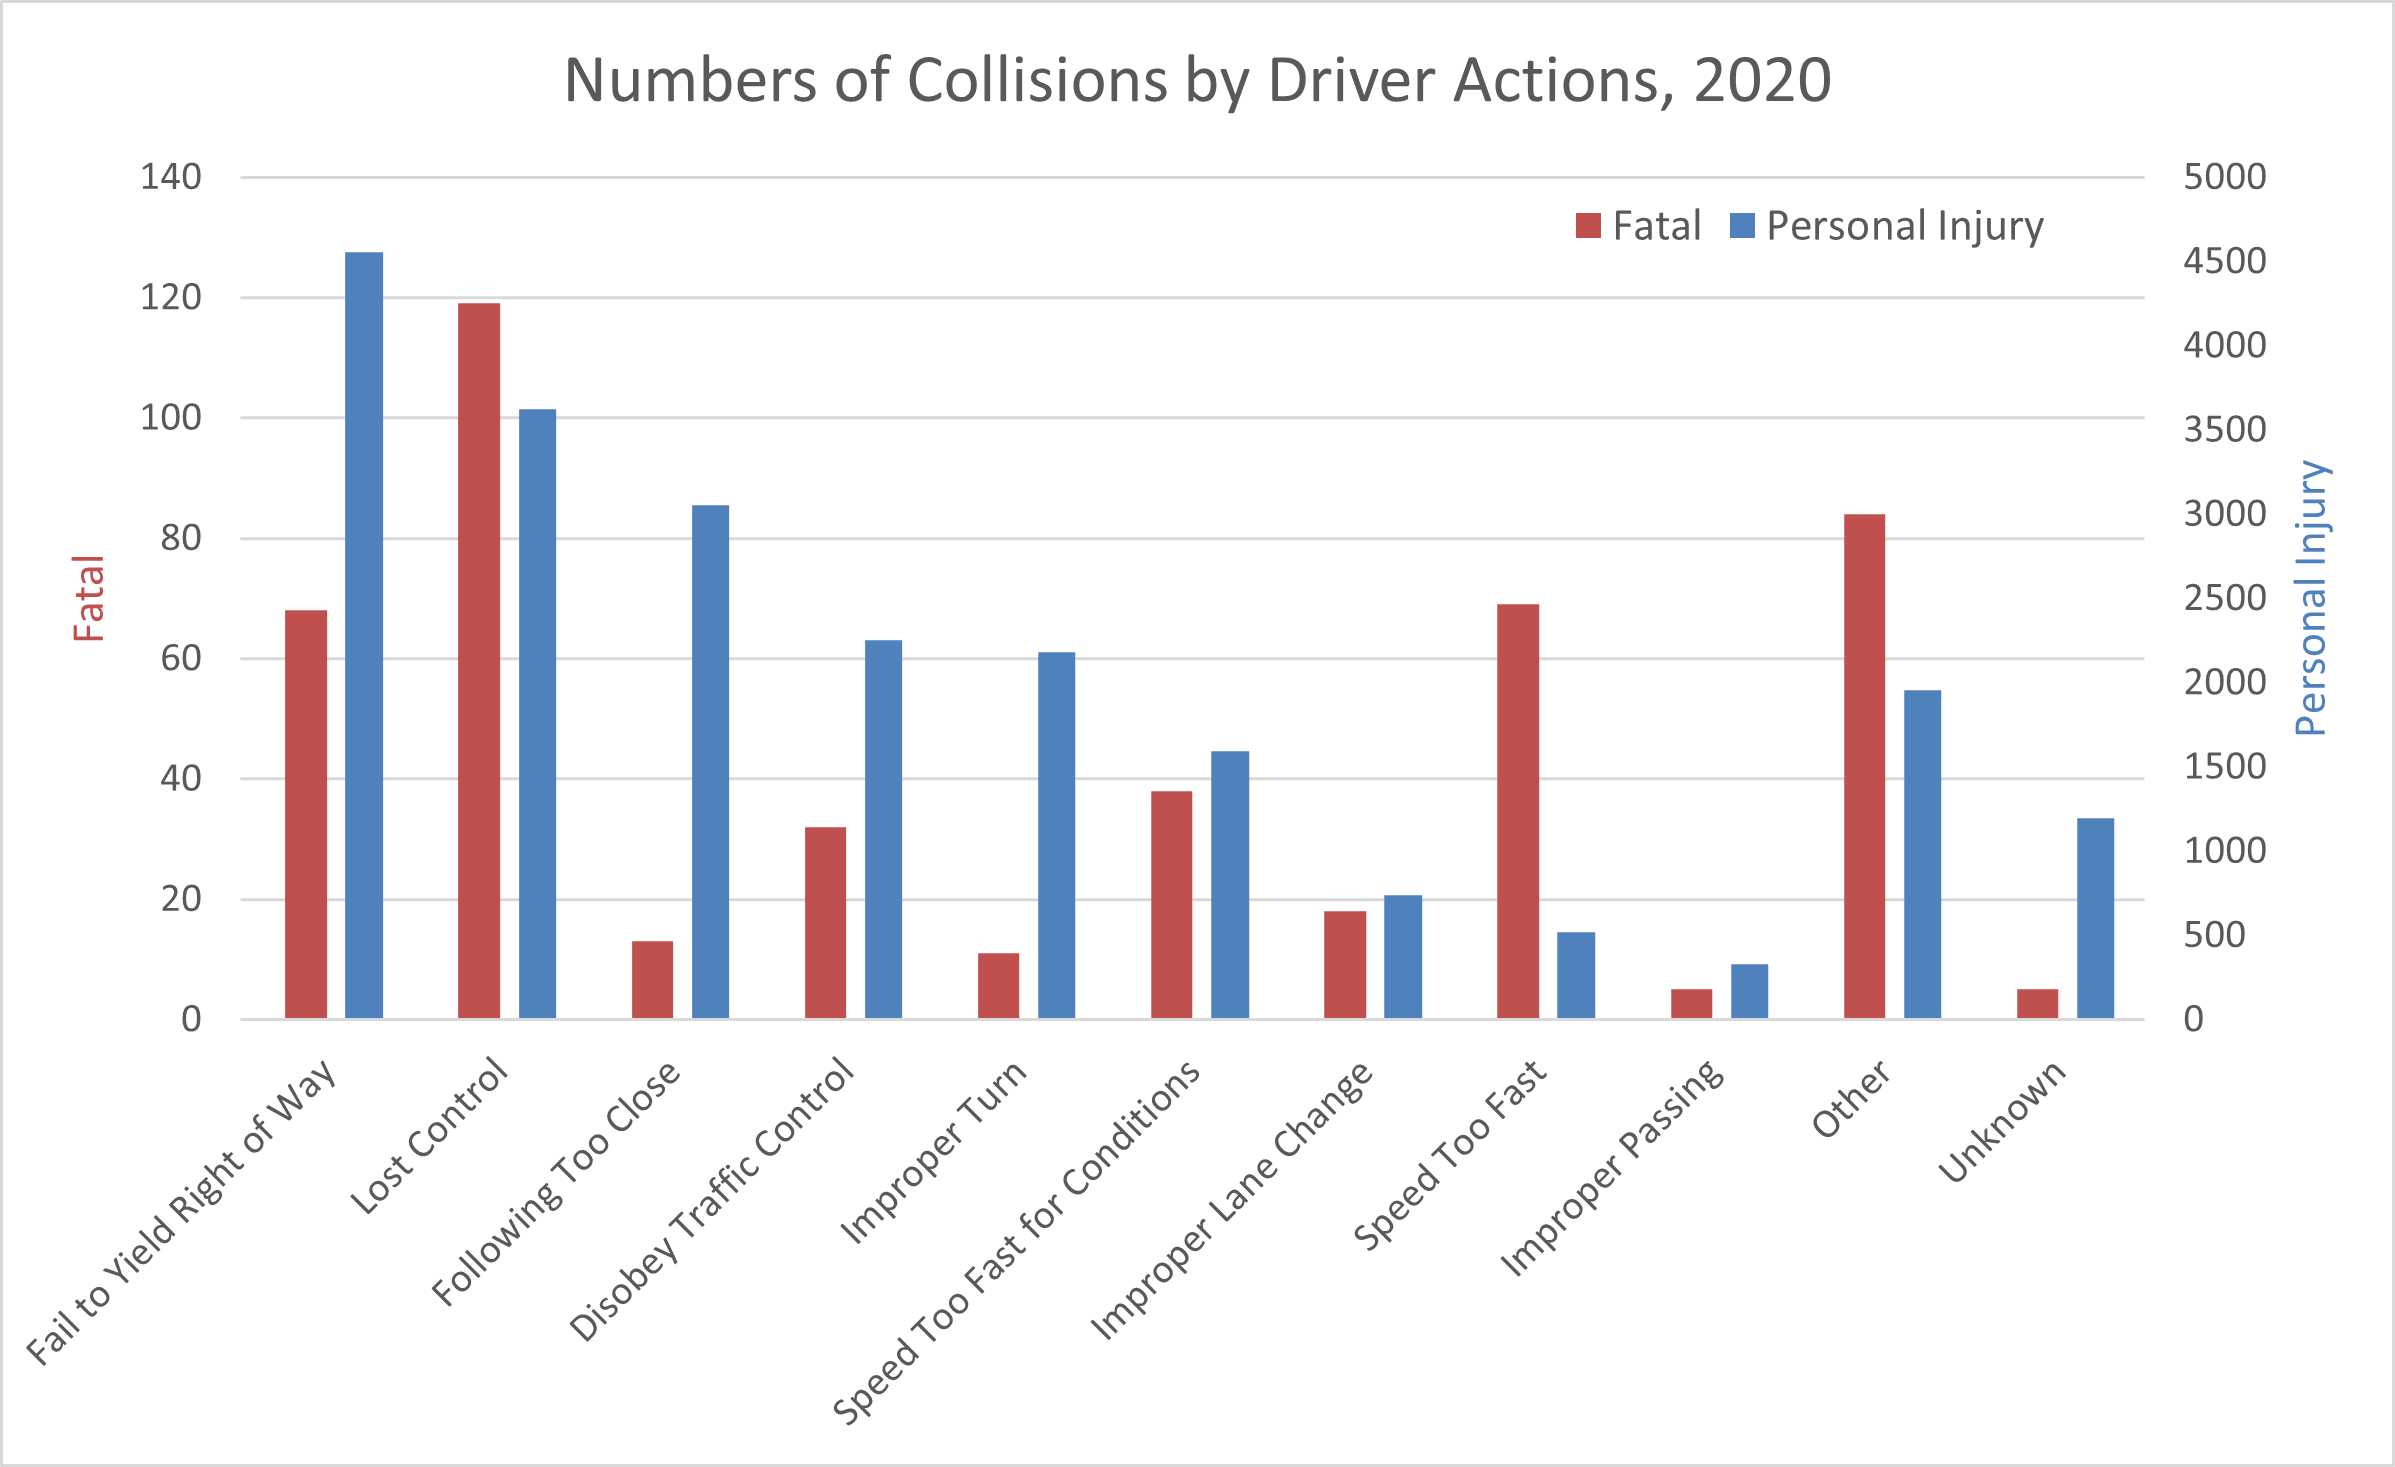 Numbers of Collisions by Driver Actions, 2020
Fatal
Personal Injury
140
120
100
80
60
40
20
0
Fatal
5000
4500
4000
3500
3000
2500
2000
1500
1000
500
0
Personal Injury
Fail to Yield Right of Way
Lost Control
Following Too Close
Disobey Traffic Control
Improper Turn
Speed Too Fast for Conditions
Improper Lane Change
Speed Too Fast
Improper Passing
Other
Unknown